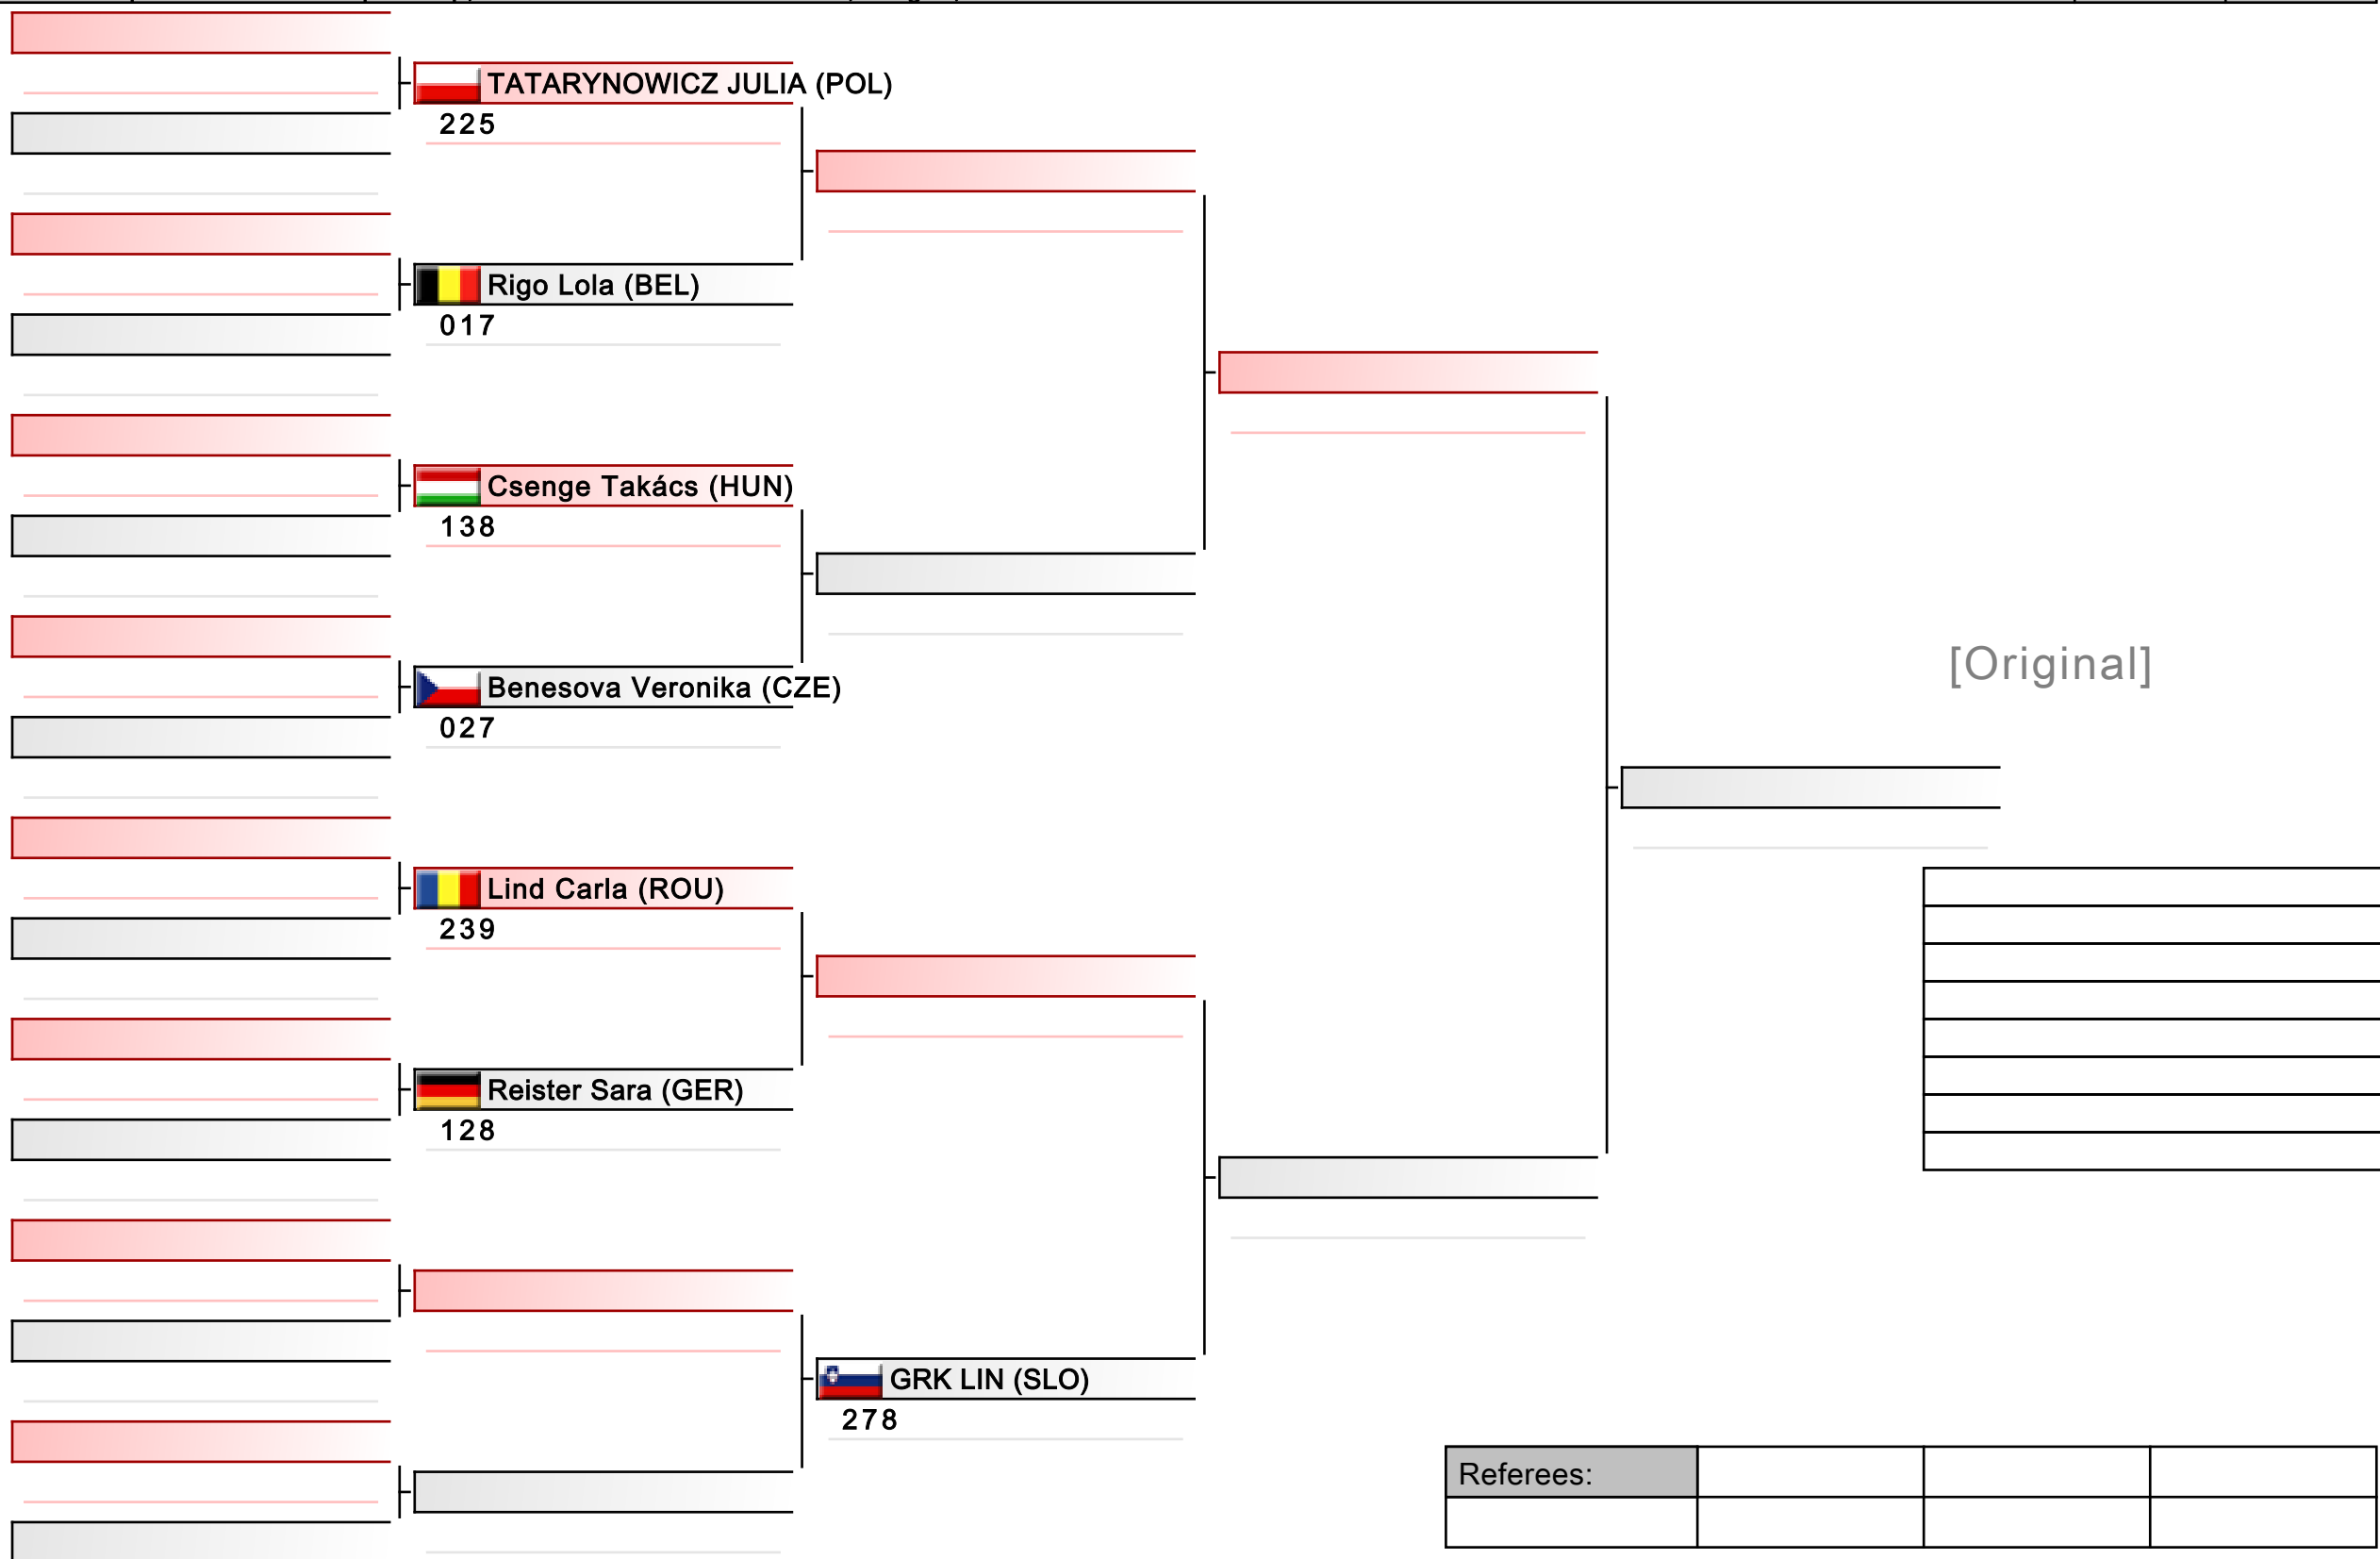 TATARYNOWICZ JULIA (POL)
225
Rigo Lola (BEL)
017
Csenge Takács (HUN)
138
[Original]
Benesova Veronika (CZE)
027
Lind Carla (ROU)
239
Reister Sara (GER)
128
GRK LIN (SLO)
278
Referees: